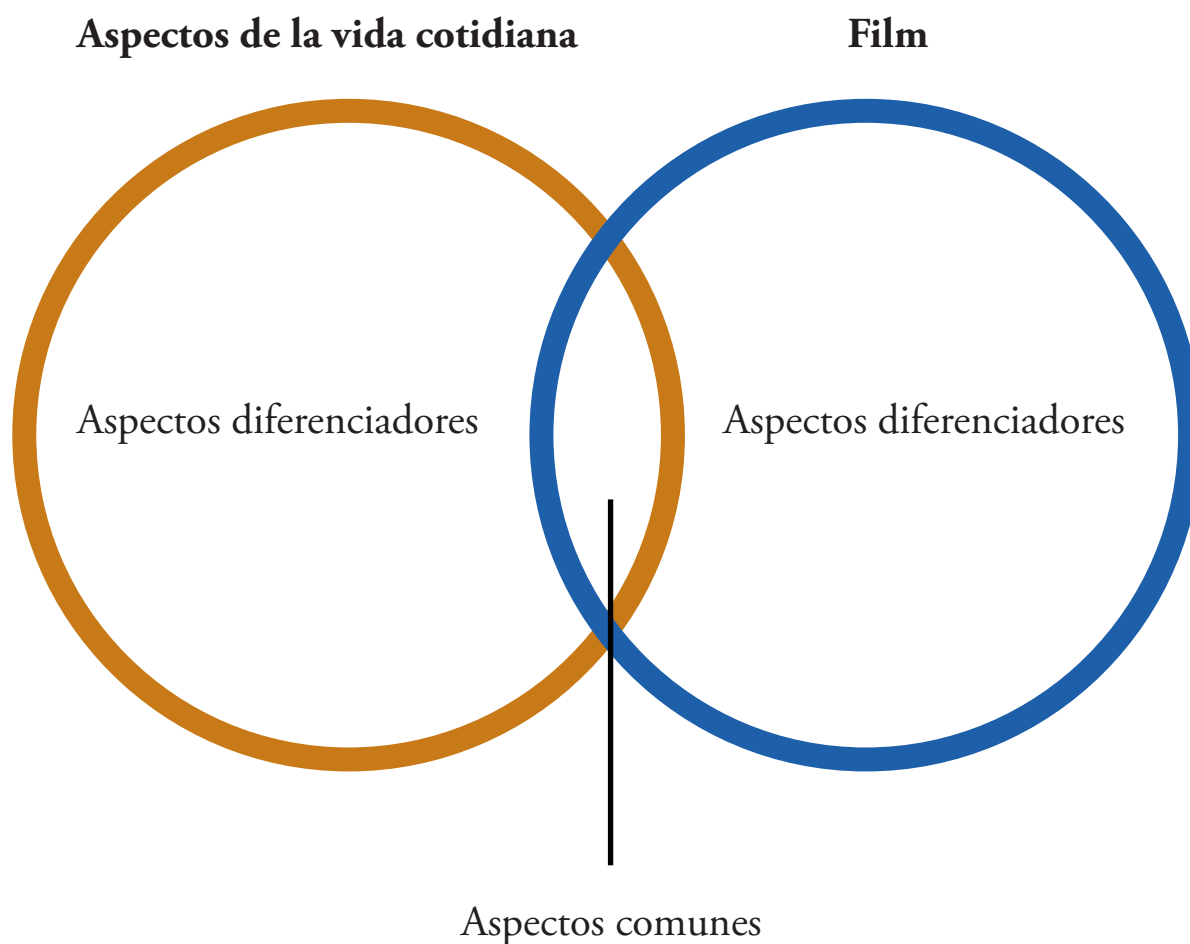 Aspectos de la vida cotidiana
Film
Aspectos diferenciadores
Aspectos diferenciadores
Aspectos comunes